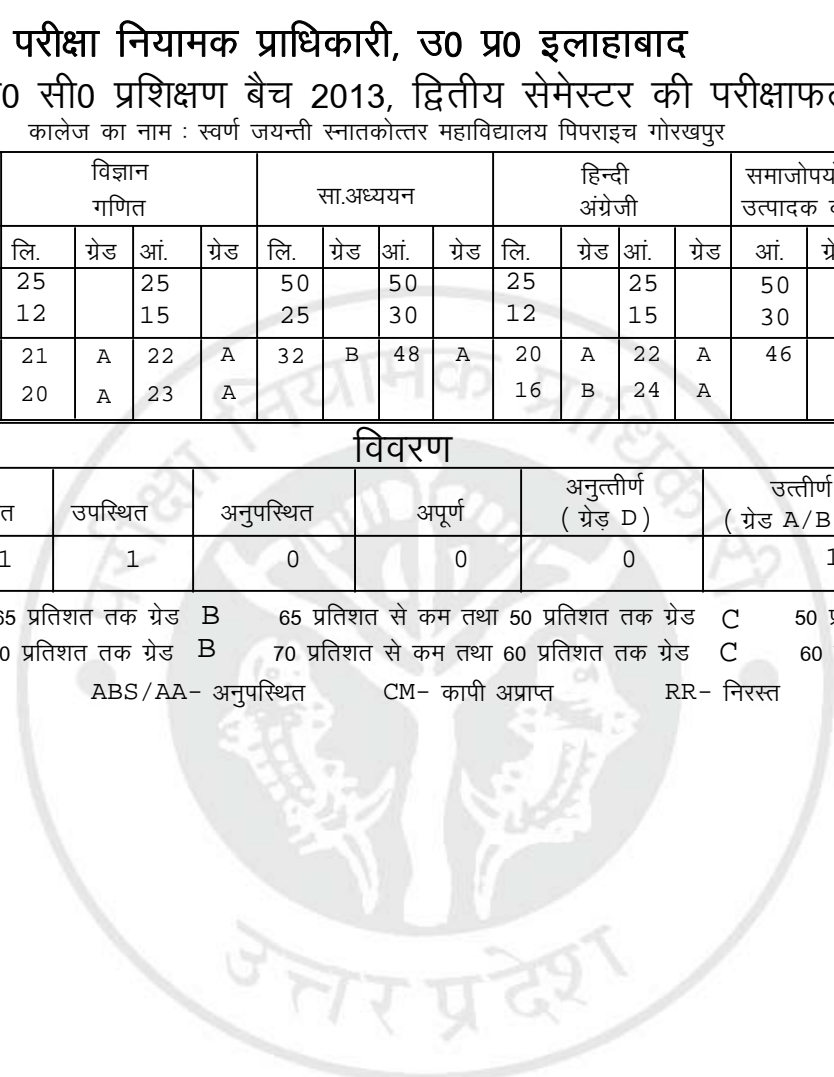 परीक्षा नियामक प्राधिकारी, उ0 प्र0 इलाहाबाद
0 सी0 प्रशिक्षण बैच 2013, द्वितीय सेमेस्टर की परीक्षाफल
कालेज का नाम : स्वर्ण जयन्ती स्नातकोत्तर महाविद्यालय पिपराइच गोरखपुर
विज्ञान हिन्दी समाजोपयो
सा.अध्ययन
गणित अंग्रेजी उत्पादक
लि. ग्रेड आं. ग्रेड लि. ग्रेड आं. ग्रेड लि. ग्रेड आं. ग्रेड आं. ग्रे
25 25 50 50 25 25 50
12 15 25 30 12 15 30
21 A 22 A 32 B 48 A 20 A 22 A 46
20 A 23 A 16 B 24 A
विवरण
त उपस्थित अनुपस्थित अपूर्ण अनुत्तीर्ण उत्तीर्ण
( ग्रेड़ D) ( ग्रेड A/B
1 1 0 0 0 1
65 प्रतिशत तक ग्रेड B 65 प्रतिशत से कम तथा 50 प्रतिशत तक ग्रेड C 50 प्र
0 प्रतिशत तक ग्रेड B 70 प्रतिशत से कम तथा 60 प्रतिशत तक ग्रेड C 60
ABS/AA- अनुपस्थित CM- कापी अप्राप्त RR- निरस्त
परीक्षा नियामक प्राधिकारी
उत्तर प्रदेश